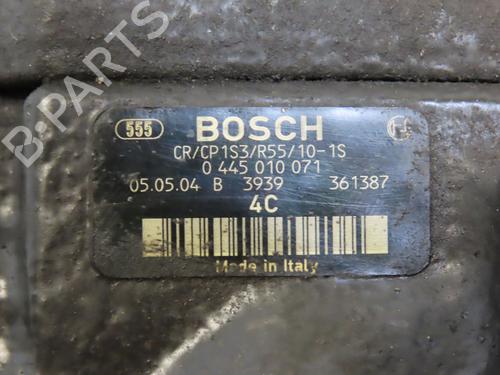 B-PARTS
555 BOSCH
CR/CP1S3/R55/10-1S
0 445 010 071
05.05.04 B 3939 361387
4C
Made in Italy